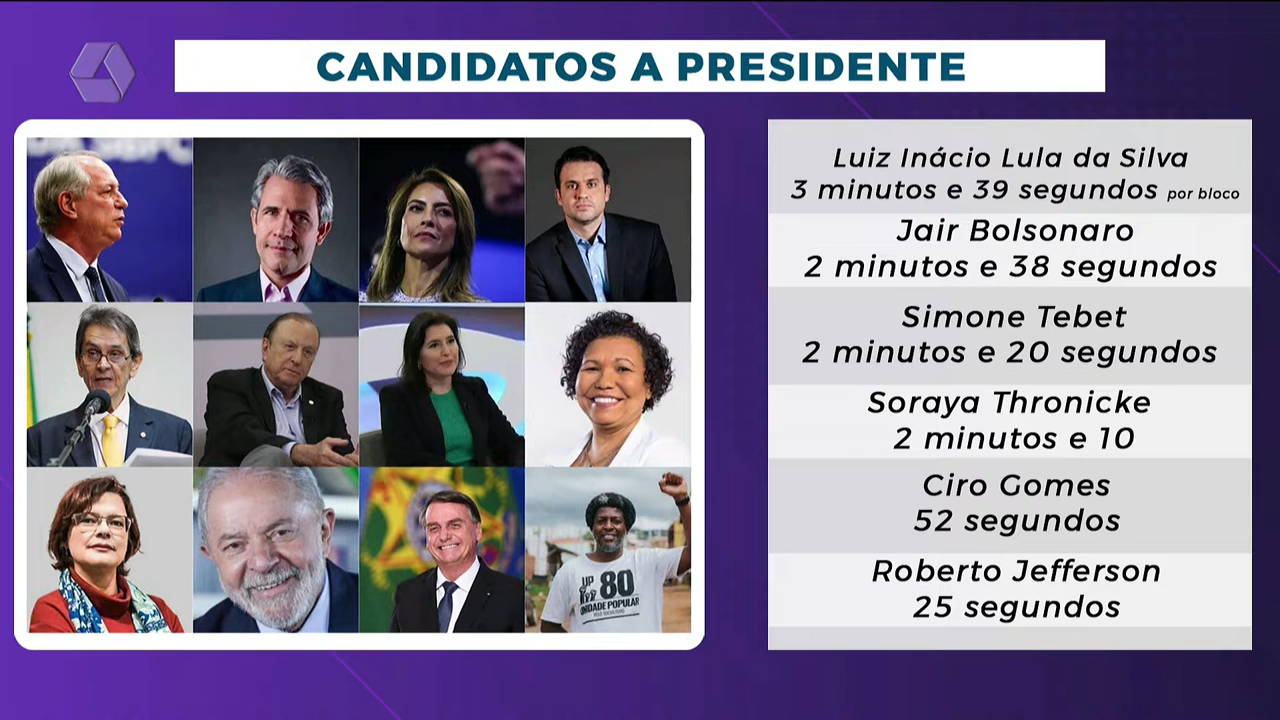 CANDIDATOS A PRESIDENTE
Luiz Inácio Lula da Silva
3 minutos e 39 segundos por bloco
Jair Bolsonaro
2 minutos e 38 segundos
Simone Tebet
2 minutos e 20 segundos
Soraya Thronicke
2 minutos e 10
Ciro Gomes
52 segundos
Roberto Jefferson
25 segundos
UP 80
UNIDADE POPULAR